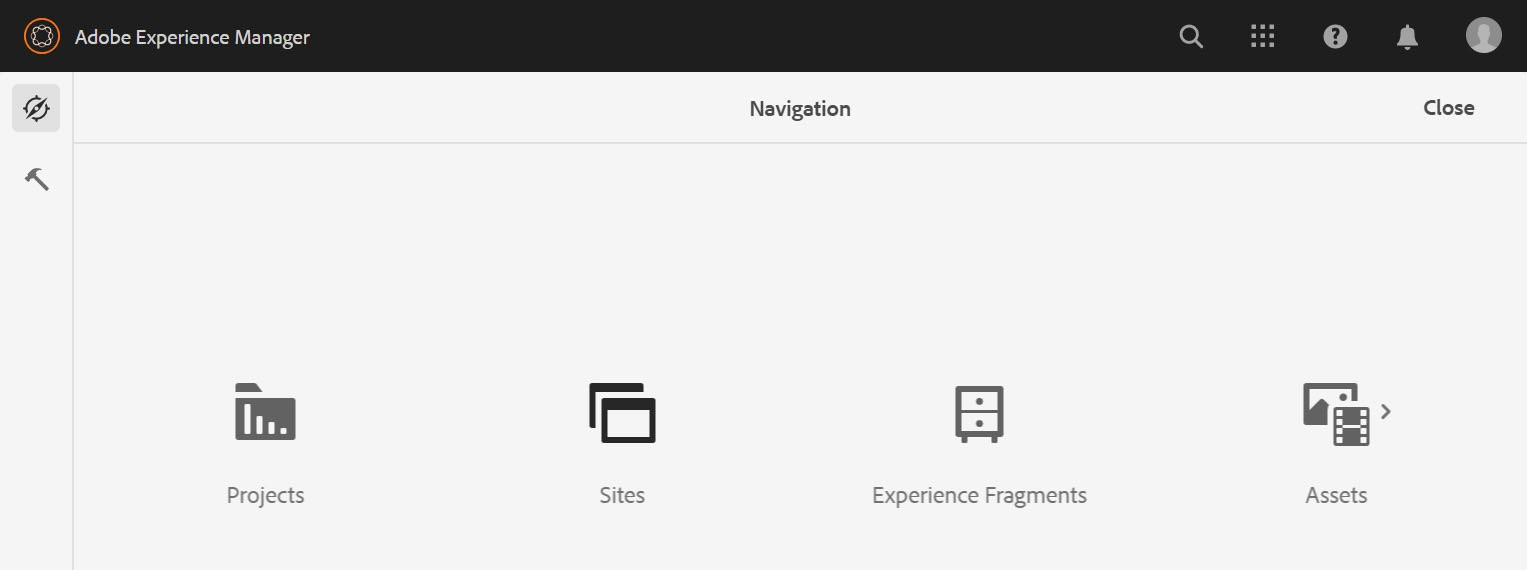 Adobe Experience Manager
Navigation
Close
Projects
Sites
Experience Fragments
Assets